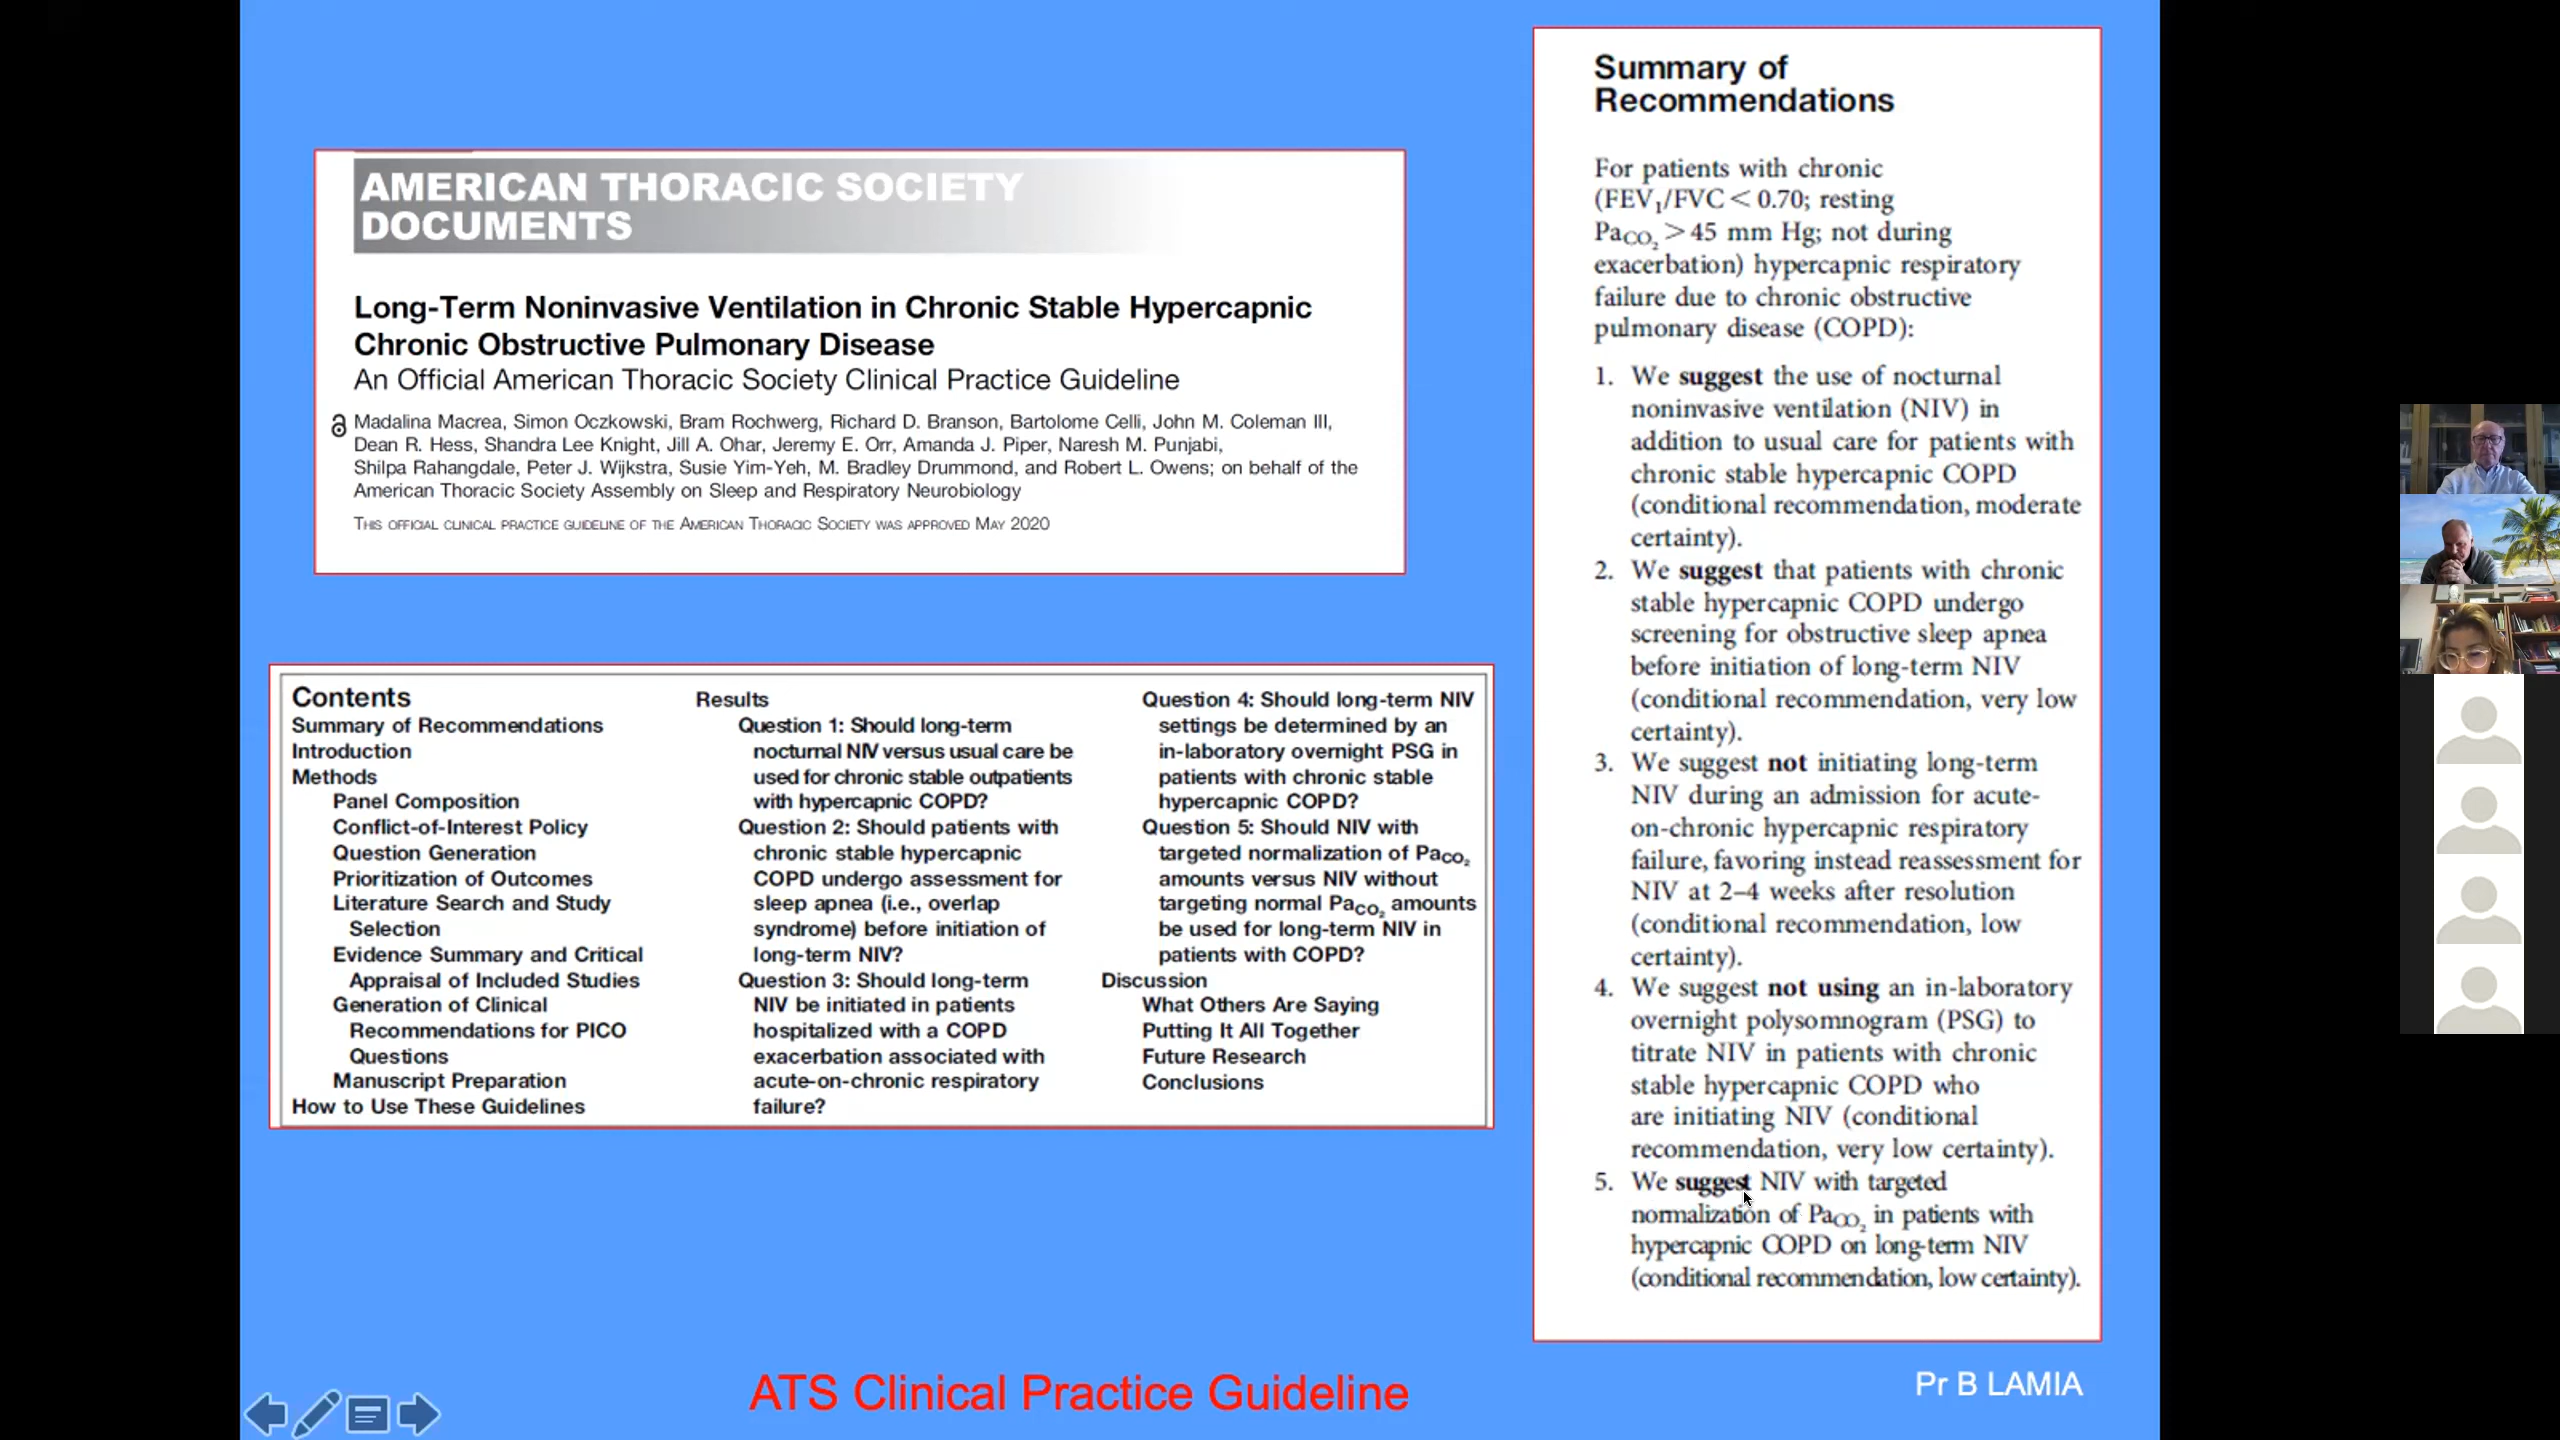 AMERICAN THORACIC SOCIETY
DOCUMENTS
Long-Term Noninvasive Ventilation in Chronic Stable Hypercapnic
Chronic Obstructive Pulmonary Disease
An Official American Thoracic Society Clinical Practice Guideline
Madalina Macrea, Simon Oczkowski, Bram Rochwerg, Richard D. Branson, Bartolome Celli, John M. Coleman III,
Dean R. Hess, Shandra Lee Knight, Jill A. Ohar, Jeremy E. Orr, Amanda J. Piper, Naresh M. Punjabi,
Shilpa Rahangdale, Peter J. Wijkstra, Susie Yim-Yeh, M. Bradley Drummond, and Robert L. Owens; on behalf of the
American Thoracic Society Assembly on Sleep and Respiratory Neurobiology
THIS OFFICIAL CLINICAL PRACTICE GUIDELINE OF THE AMERICAN THORACIC SOCIETY WAS APPROVED MAY 2020
Contents
Summary of Recommendations
Introduction
Methods
Panel Composition
Conflict-of-Interest Policy
Question Generation
Prioritization of Outcomes
Literature Search and Study
Selection
Evidence Summary and Critical
Appraisal of Included Studies
Generation of Clinical
Recommendations for PICO
Questions
Manuscript Preparation
How to Use These Guidelines
Results
Question 1: Should long-term
nocturnal NIV versus usual care be
used for chronic stable outpatients
with hypercapnic COPD?
Question 2: Should patients with
chronic stable hypercapnic
COPD undergo assessment for
sleep apnea (i.e., overlap
syndrome) before initiation of
long-term NIV?
Question 3: Should long-term
NIV be initiated in patients
hospitalized with a COPD
exacerbation associated with
acute-on-chronic respiratory
failure?
Question 4: Should long-term NIV
settings be determined by an
in-laboratory overnight PSG in
patients with chronic stable
hypercapnic COPD?
Question 5: Should NIV with
targeted normalization of PaCO2
amounts versus NIV without
targeting normal PaCO2 amounts
be used for long-term NIV in
patients with COPD?
Discussion
What Others Are Saying
Putting It All Together
Future Research
Conclusions
Summary of
Recommendations
For patients with chronic
(FEV1/FVC < 0.70; resting
PaCO2 > 45 mm Hg; not during
exacerbation) hypercapnic respiratory
failure due to chronic obstructive
pulmonary disease (COPD):
1. We suggest the use of nocturnal
noninvasive ventilation (NIV) in
addition to usual care for patients with
chronic stable hypercapnic COPD
(conditional recommendation, moderate
certainty).
2. We suggest that patients with chronic
stable hypercapnic COPD undergo
screening for obstructive sleep apnea
before initiation of long-term NIV
(conditional recommendation, very low
certainty).
3. We suggest not initiating long-term
NIV during an admission for acute-
on-chronic hypercapnic respiratory
failure, favoring instead reassessment for
NIV at 2–4 weeks after resolution
(conditional recommendation, low
certainty).
4. We suggest not using an in-laboratory
overnight polysomnogram (PSG) to
titrate NIV in patients with chronic
stable hypercapnic COPD who
are initiating NIV (conditional
recommendation, very low certainty).
5. We suggest NIV with targeted
normalization of PaCO2 in patients with
hypercapnic COPD on long-term NIV
(conditional recommendation, low certainty).
ATS Clinical Practice Guideline
Pr B LAMIA